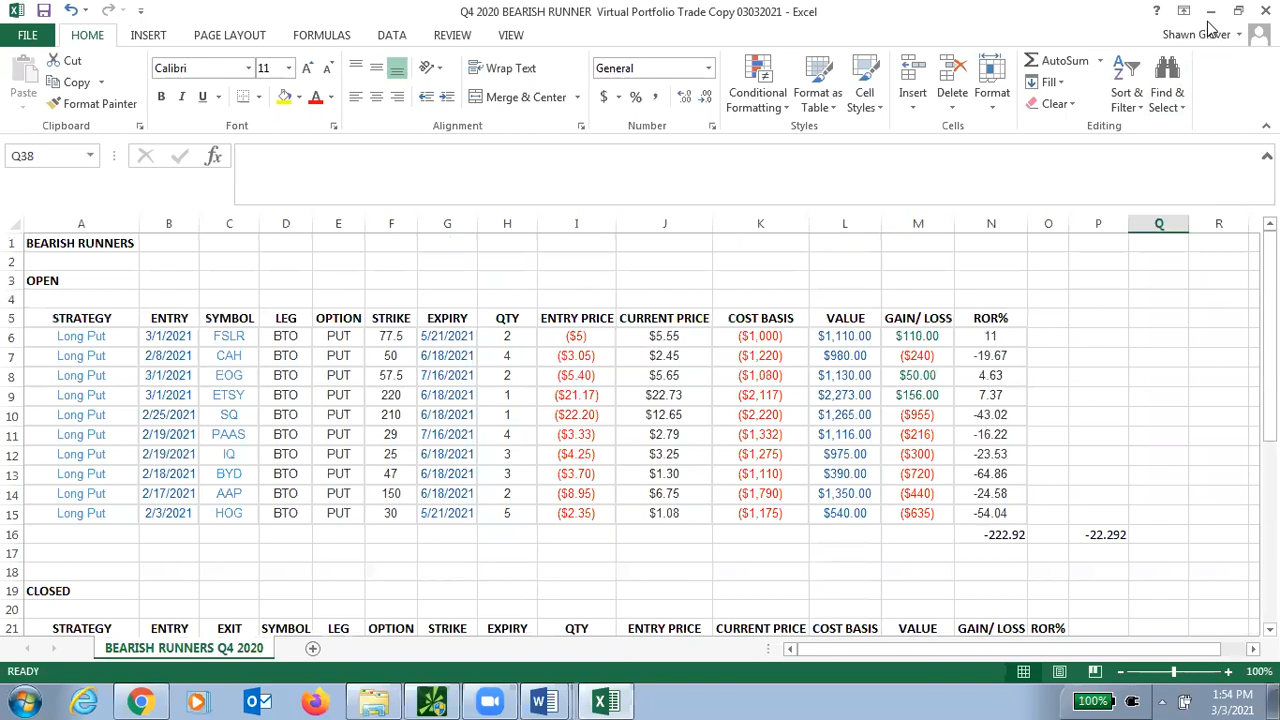 Q4 2020 BEARISH RUNNER Virtual Portfolio Trade Copy 03032021 - Excel
FILE HOME INSERT PAGE LAYOUT FORMULAS DATA REVIEW VIEW
Paste Cut Copy Format Painter
Calibri 11 B I U A
Wrap Text Merge & Center
General $ % ,
Conditional Formatting Format as Table Cell Styles
Insert Delete Format
AutoSum Fill Clear Sort & Filter Find & Select
Clipboard Font Alignment Number Styles Cells Editing
Q38 fx
A B C D E F G H I J K L M N O P Q R
1 BEARISH RUNNERS
2
3 OPEN
4
5 STRATEGY ENTRY SYMBOL LEG OPTION STRIKE EXPIRY QTY ENTRY PRICE CURRENT PRICE COST BASIS VALUE GAIN/ LOSS ROR%
6 Long Put 3/1/2021 FSLR BTO PUT 77.5 5/21/2021 2 ($5) $5.55 ($1,000) $1,110.00 $110.00 11
7 Long Put 2/8/2021 CAH BTO PUT 50 6/18/2021 4 ($3.05) $2.45 ($1,220) $980.00 ($240) -19.67
8 Long Put 3/1/2021 EOG BTO PUT 57.5 7/16/2021 2 ($5.40) $5.65 ($1,080) $1,130.00 $50.00 4.63
9 Long Put 3/1/2021 ETSY BTO PUT 220 6/18/2021 1 ($21.17) $22.73 ($2,117) $2,273.00 $156.00 7.37
10 Long Put 2/25/2021 SQ BTO PUT 210 6/18/2021 1 ($22.20) $12.65 ($2,220) $1,265.00 ($955) -43.02
11 Long Put 2/19/2021 PAAS BTO PUT 29 7/16/2021 4 ($3.33) $2.79 ($1,332) $1,116.00 ($216) -16.22
12 Long Put 2/19/2021 IQ BTO PUT 25 6/18/2021 3 ($4.25) $3.25 ($1,275) $975.00 ($300) -23.53
13 Long Put 2/18/2021 BYD BTO PUT 47 6/18/2021 3 ($3.70) $1.30 ($1,110) $390.00 ($720) -64.86
14 Long Put 2/17/2021 AAP BTO PUT 150 6/18/2021 2 ($8.95) $6.75 ($1,790) $1,350.00 ($440) -24.58
15 Long Put 2/3/2021 HOG BTO PUT 30 5/21/2021 5 ($2.35) $1.08 ($1,175) $540.00 ($635) -54.04
16 -222.92 -22.292
17
18
19 CLOSED
20
21 STRATEGY ENTRY EXIT SYMBOL LEG OPTION STRIKE EXPIRY QTY ENTRY PRICE CURRENT PRICE COST BASIS VALUE GAIN/ LOSS ROR%
BEARISH RUNNERS Q4 2020
READY 100%
100% 1:54 PM
3/3/2021